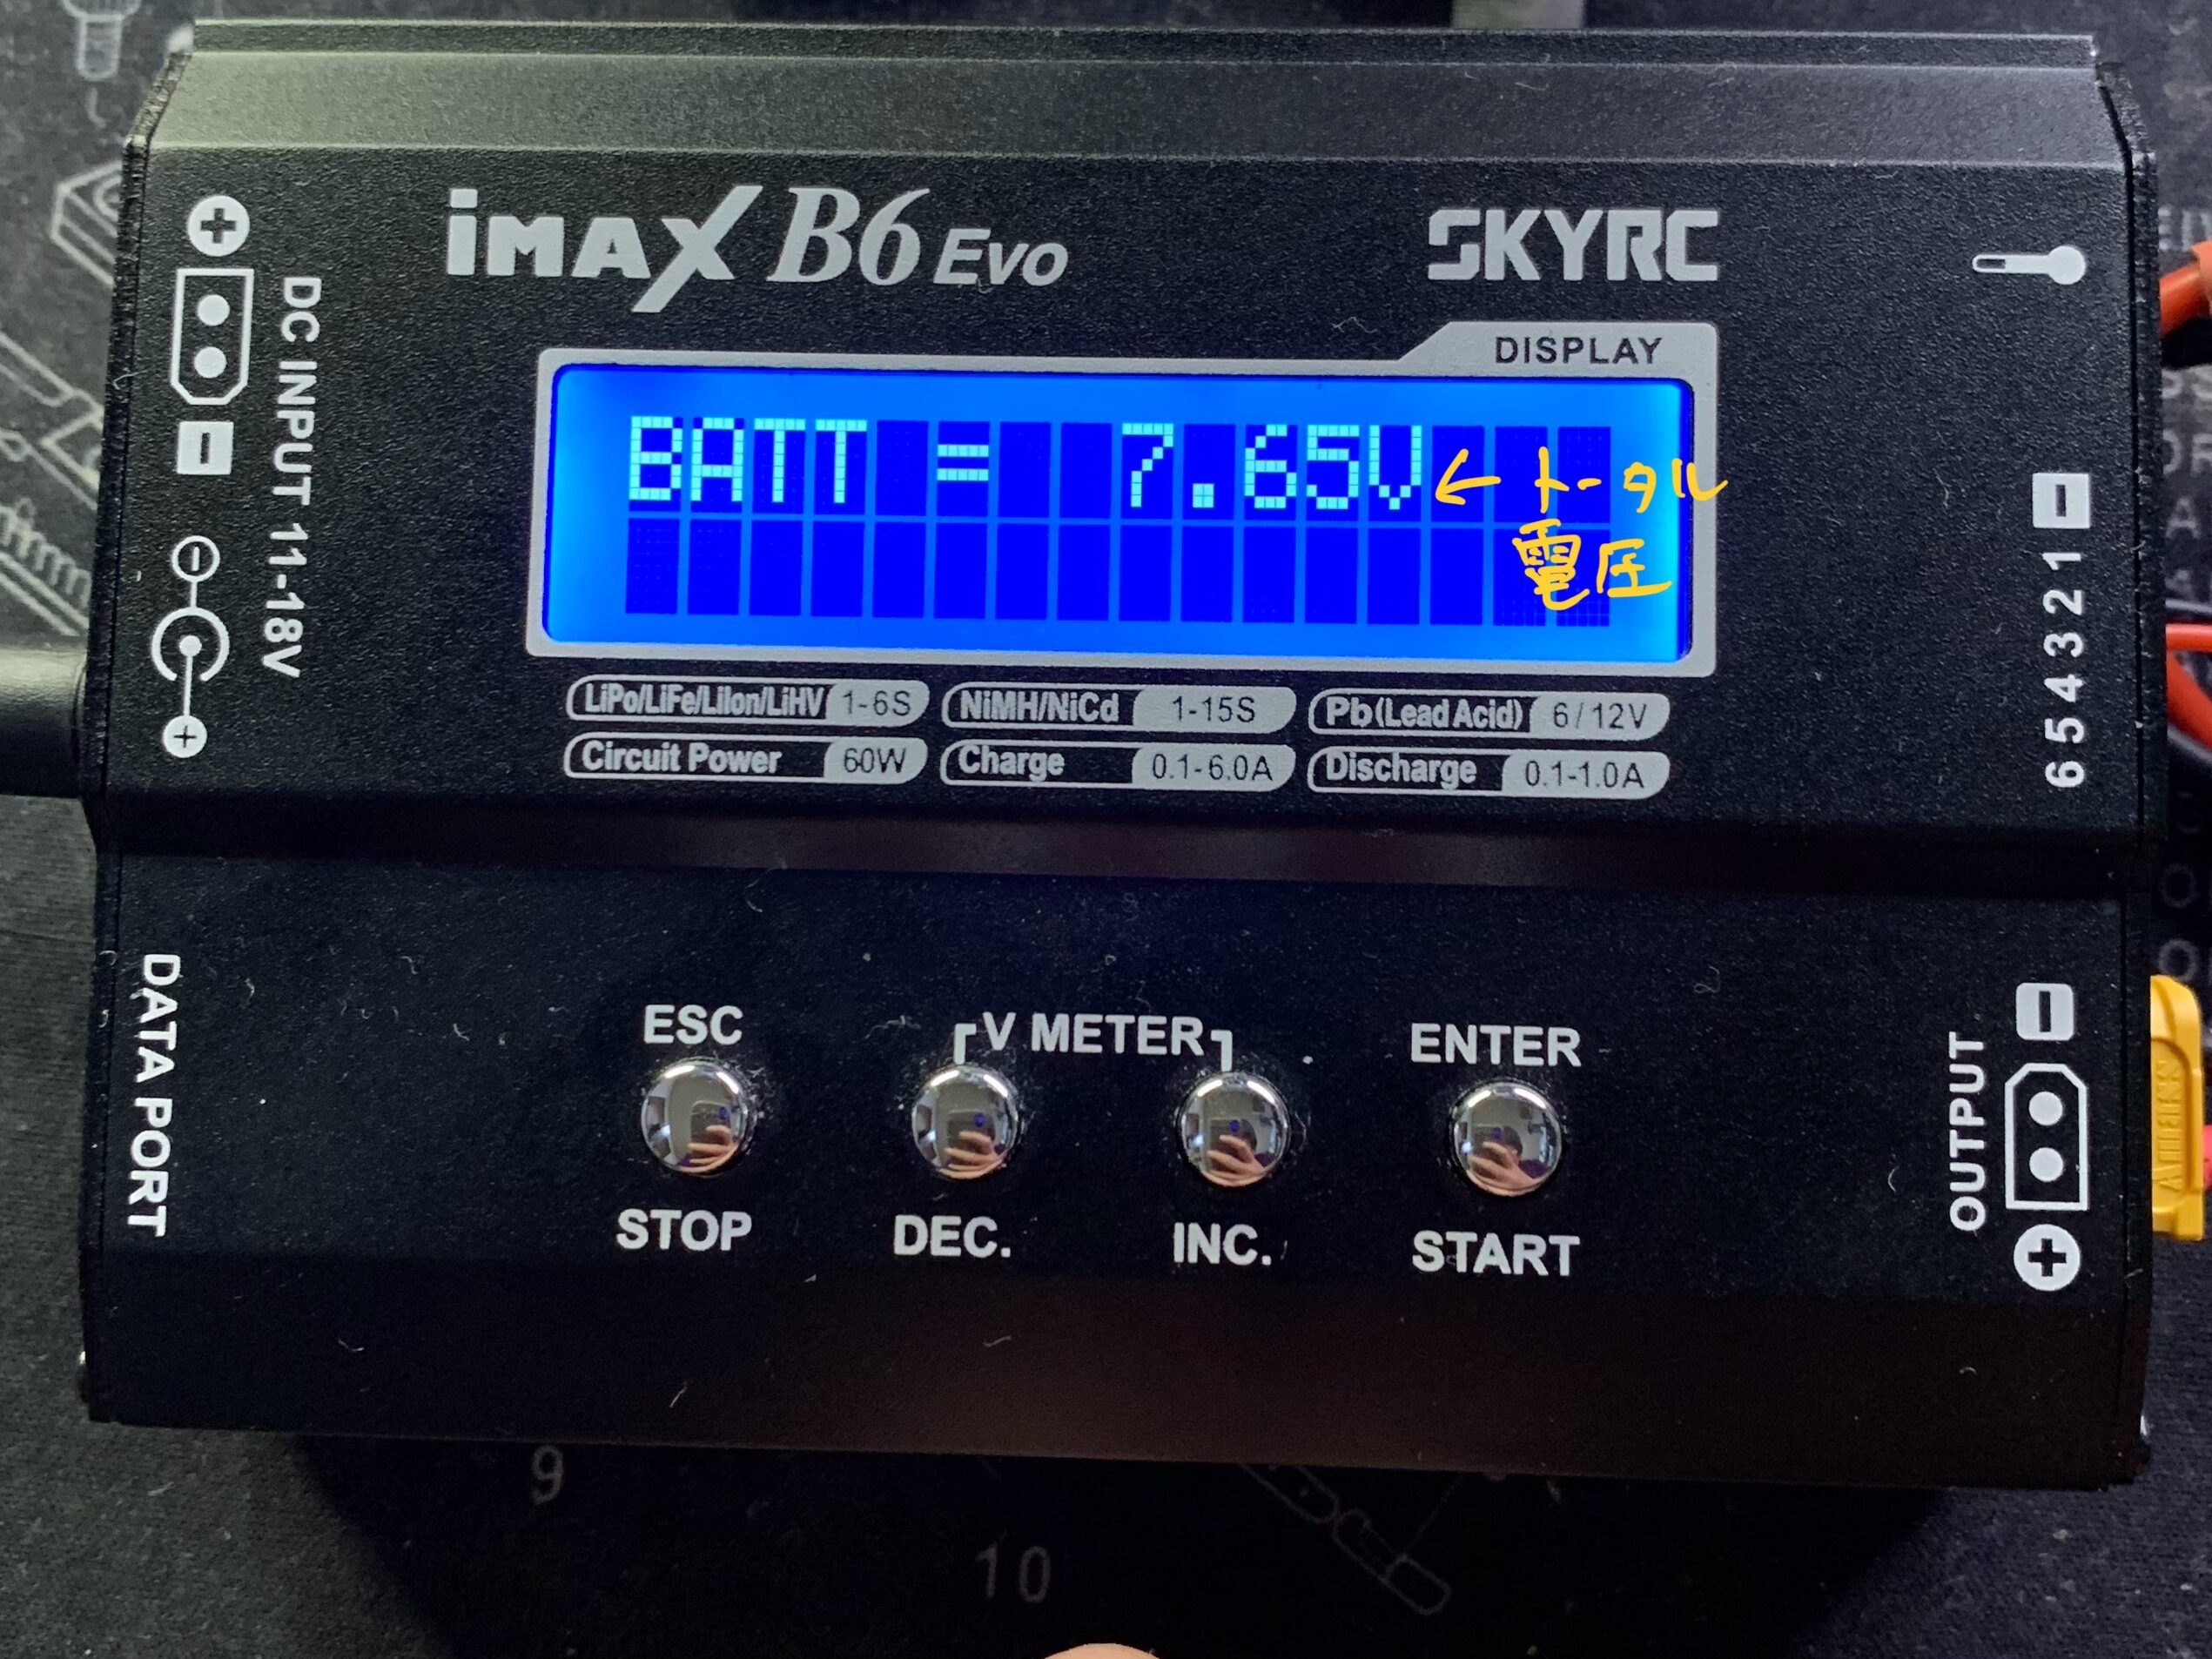 iMAX B6 Evo
SKYRC
DISPLAY
BATT = 7.65V
← トータル
電圧
DC INPUT 11-18V
LiPo/LiFe/LiIon/LiHV 1-6S
NiMH/NiCd 1-15S
Pb(Lead Acid) 6/12V
Circuit Power 60W
Charge 0.1-6.0A
Discharge 0.1-1.0A
6 5 4 3 2 1
DATA PORT
ESC
V METER
ENTER
STOP
DEC.
INC.
START
OUTPUT
9
10